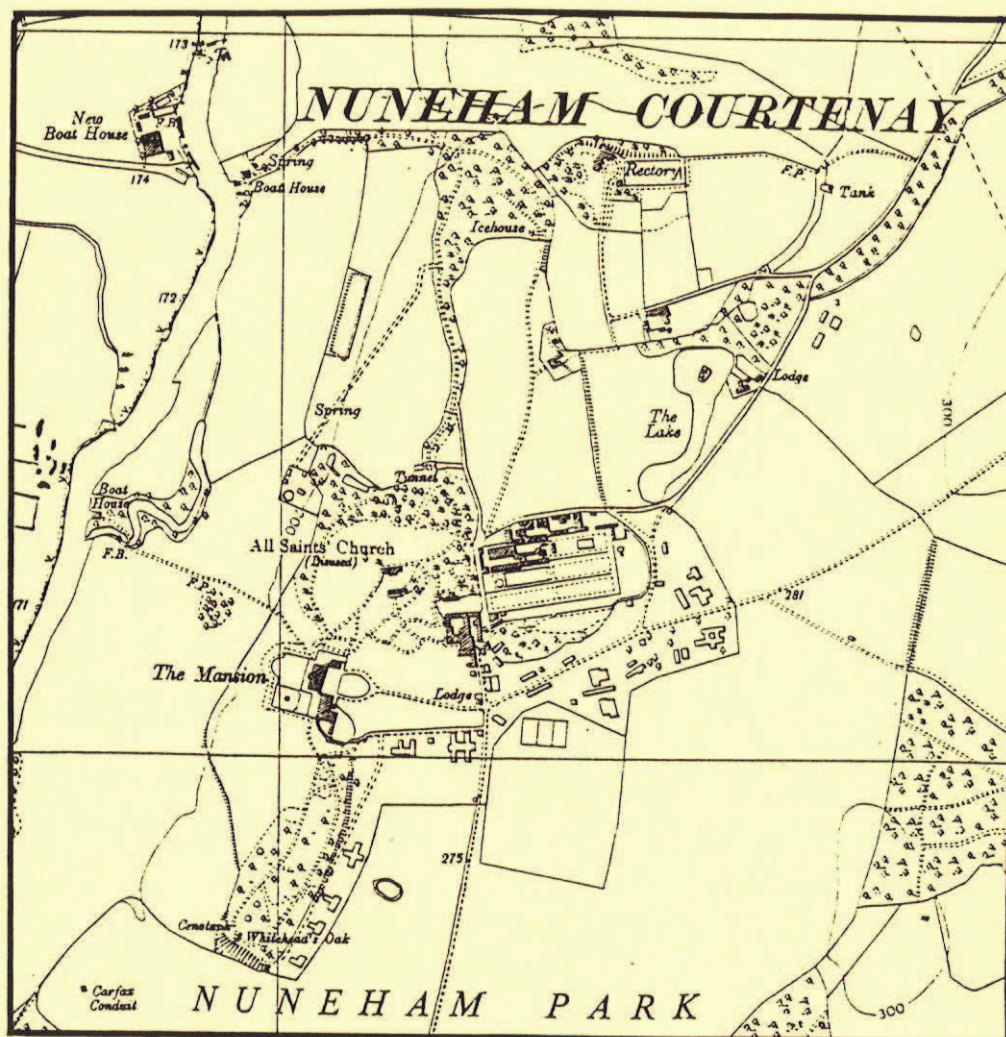 173
NUNEHAM COURTENAY
New
Boat House
F.B.
174
Spring
Boat House
Rectory
F.P.
Tank
Icehouse
172
Lodge
300
Spring
The
Lake
Tunnel
Boat
House
F.B.
All Saints' Church
(Disused)
171
281
The Mansion
Lodge
275
Cenotaph
Whitehead's Oak
Carfax
Conduit
NUNEHAM PARK
300